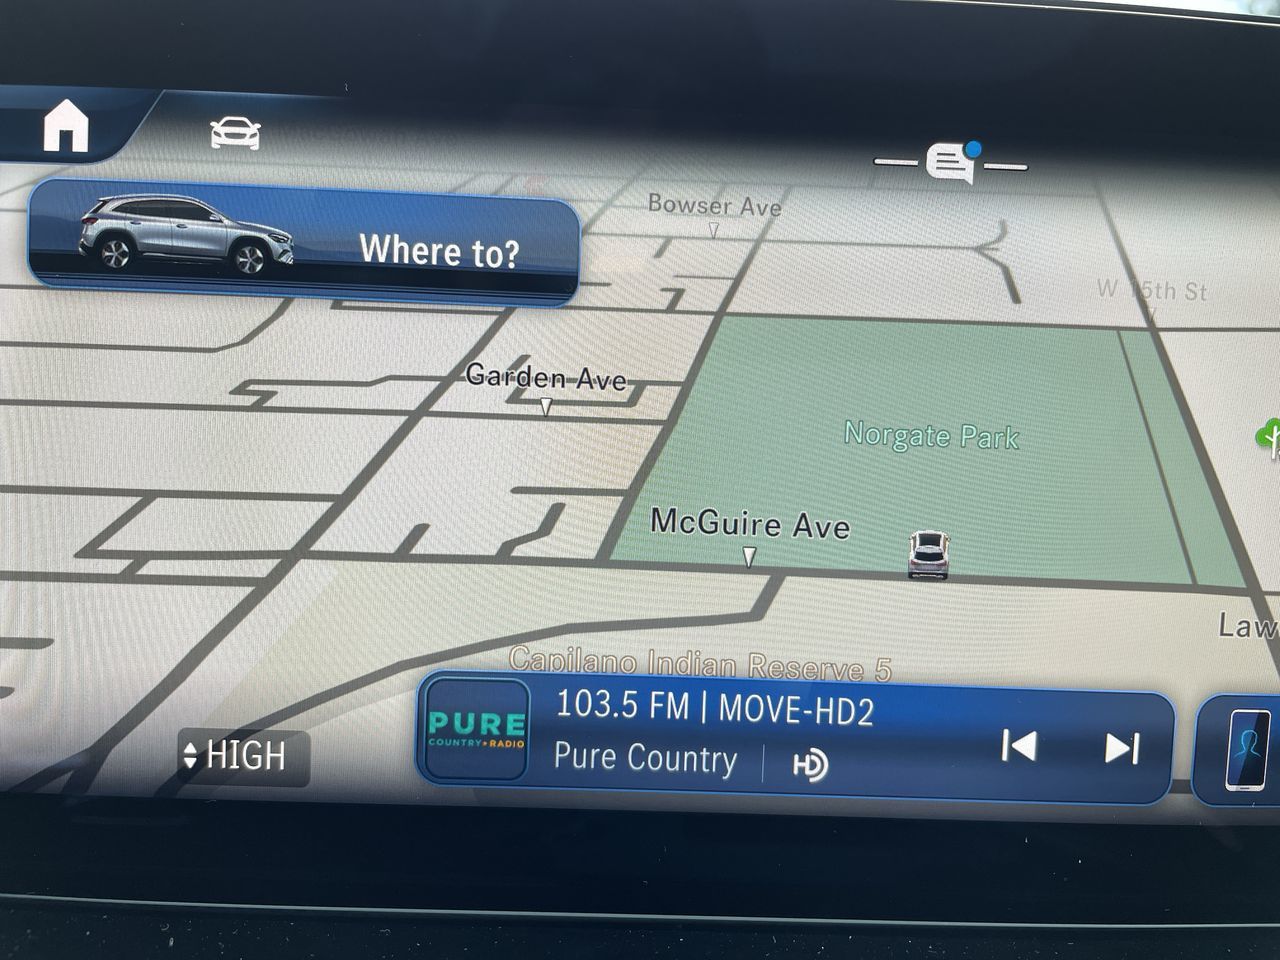 Bowser Ave
W 15th St
Where to?
Garden Ave
Norgate Park
McGuire Ave
Capilano Indian Reserve 5
103.5 FM | MOVE-HD2
PURE
COUNTRY RADIO
Pure Country
HD
HIGH